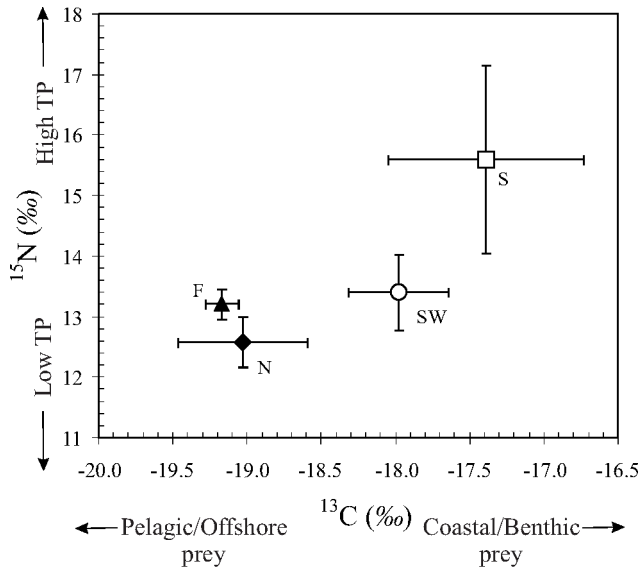 High TP
Low TP
15N (‰)
18
17
16
15
14
13
12
11
S
F
SW
N
-20.0 -19.5 -19.0 -18.5 -18.0 -17.5 -17.0 -16.5
13C (‰)
Pelagic/Offshore prey
Coastal/Benthic prey